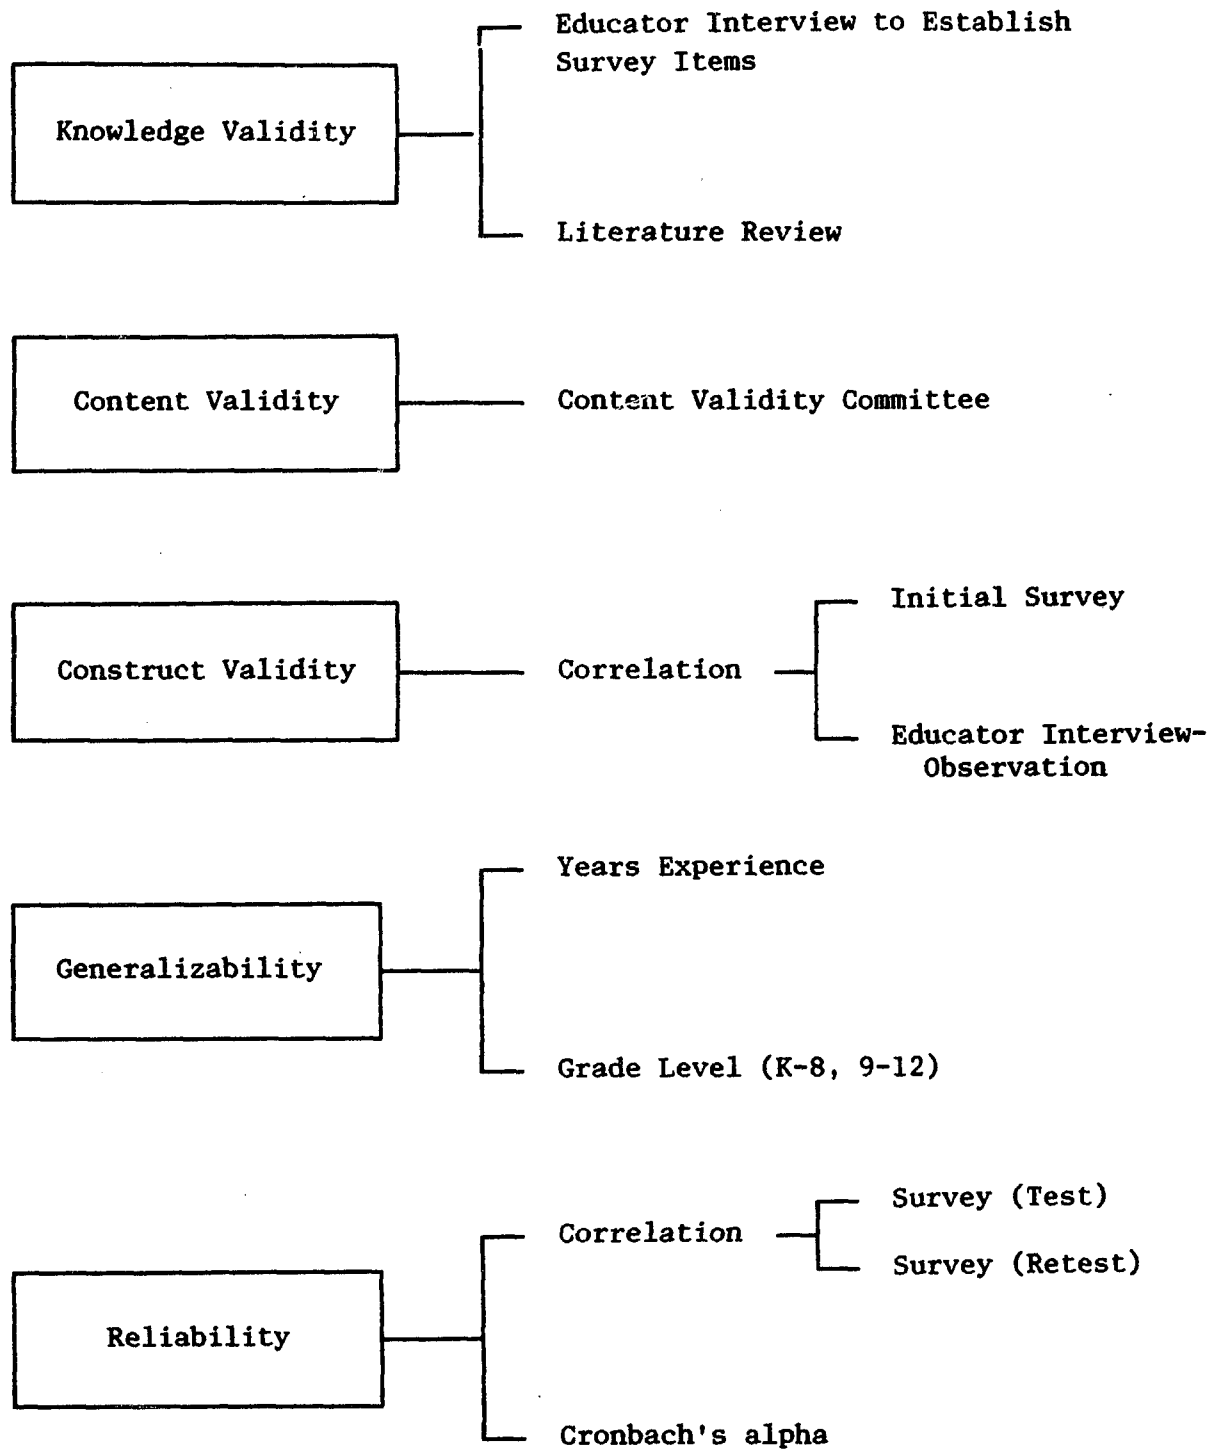 Educator Interview to Establish
Survey Items
Knowledge Validity
Literature Review
Content Validity
Content Validity Committee
Initial Survey
Construct Validity
Correlation
Educator Interview-
Observation
Years Experience
Generalizability
Grade Level (K-8, 9-12)
Survey (Test)
Correlation
Survey (Retest)
Reliability
Cronbach's alpha